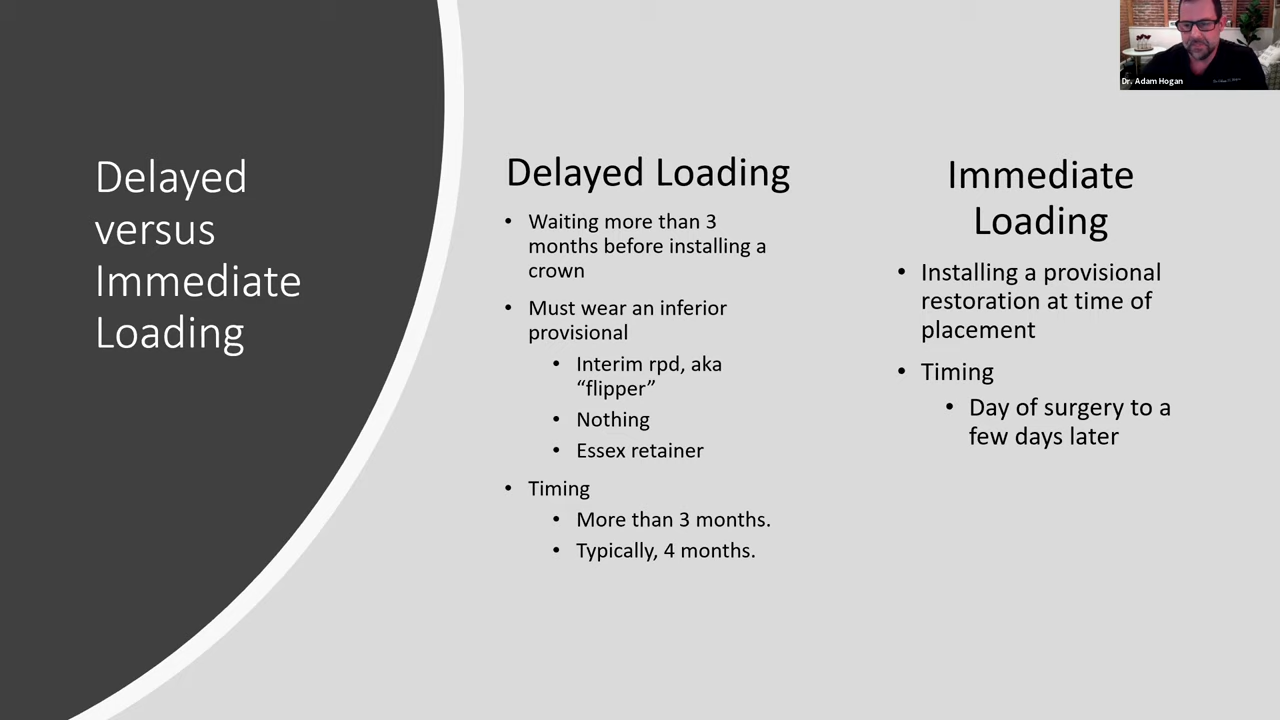 Delayed
versus
Immediate
Loading
Delayed Loading
• Waiting more than 3
months before installing a
crown
• Must wear an inferior
provisional
• Interim rpd, aka
“flipper”
• Nothing
• Essex retainer
• Timing
• More than 3 months.
• Typically, 4 months.
Immediate
Loading
• Installing a provisional
restoration at time of
placement
• Timing
• Day of surgery to a
few days later
Dr. Adam Hogan